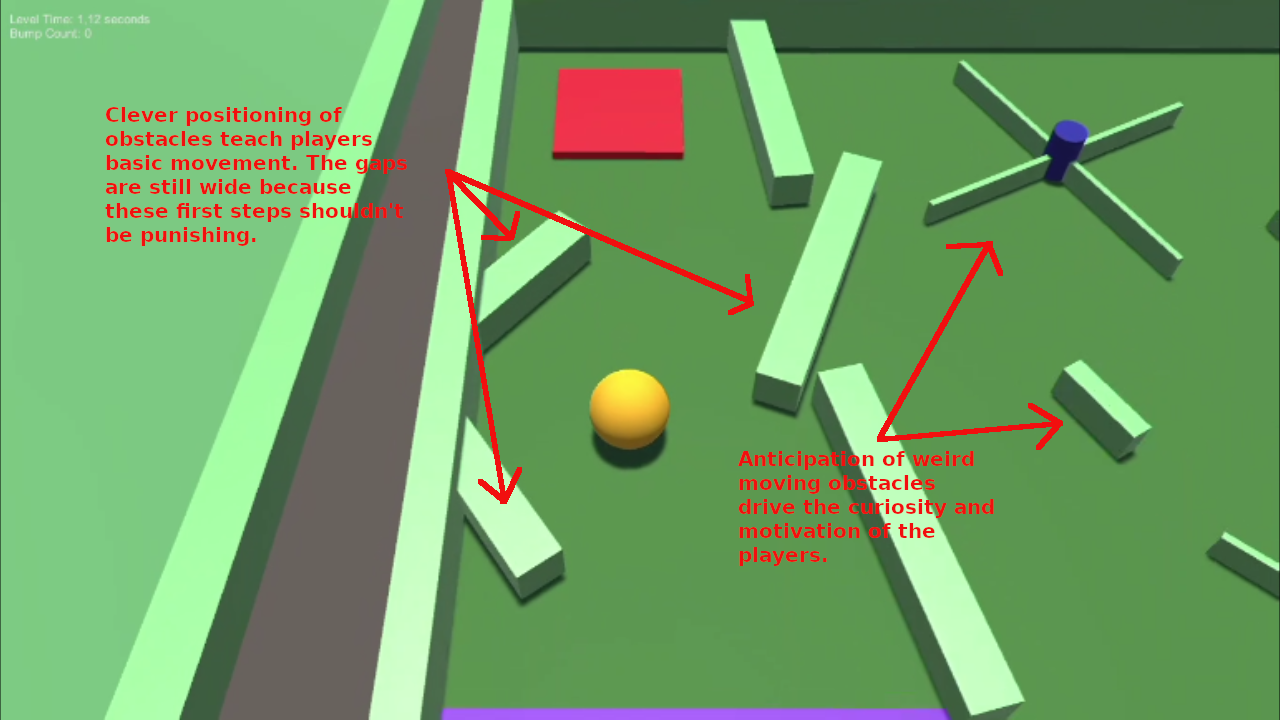 Level Time: 1,12 seconds
Bump Count: 0
Clever positioning of
obstacles teach players
basic movement. The gaps
are still wide because
these first steps shouldn't
be punishing.
Anticipation of weird
moving obstacles
drive the curiosity and
motivation of the
players.